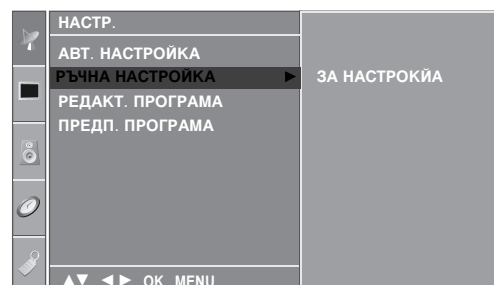 НАСТР.
АВТ. НАСТРОЙКА
РЪЧНА НАСТРОЙКА ► ЗА НАСТРОКЙА
РЕДАКТ. ПРОГРАМА
ПРЕДП. ПРОГРАМА
▲▼ ◄► OK MENU